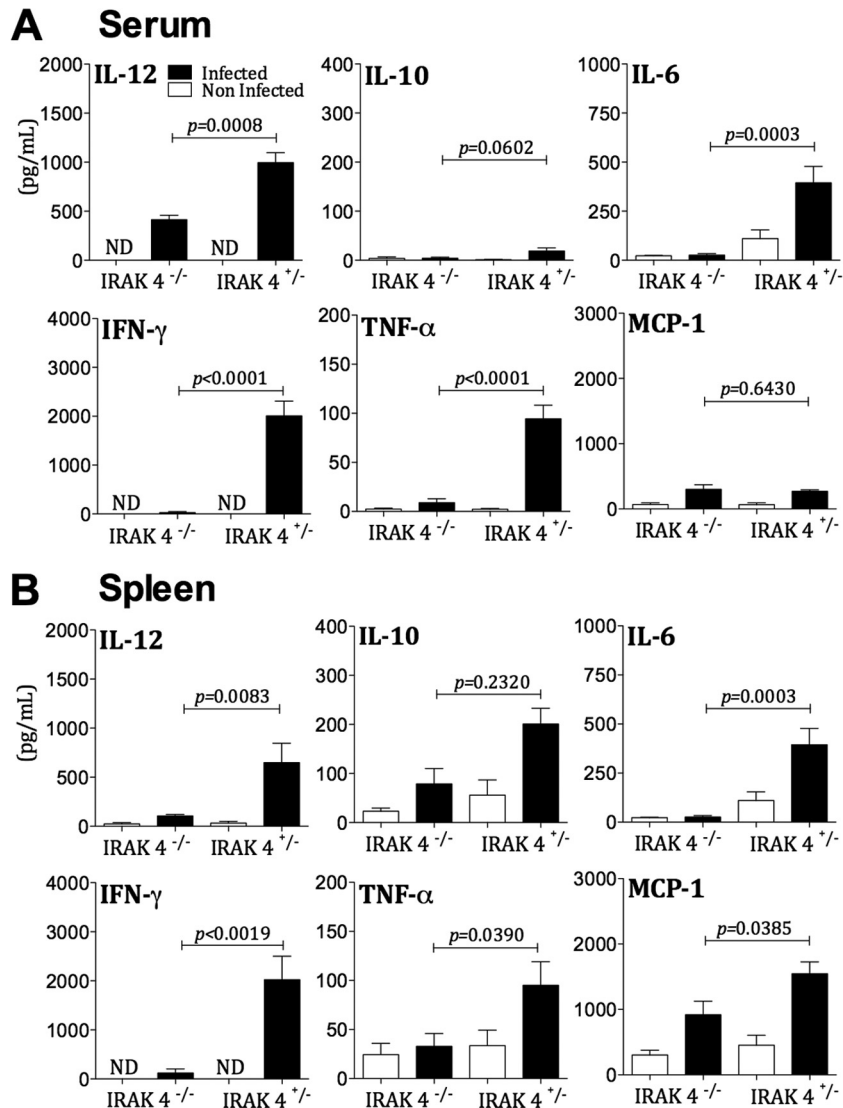 A Serum
IL-12
Infected
Non Infected
2000
1500
1000
500
0
(pg/mL)
p=0.0008
ND
ND
IRAK 4 -/-
IRAK 4 +/-
IL-10
400
300
200
100
0
p=0.0602
IRAK 4 -/-
IRAK 4 +/-
IL-6
1000
750
500
250
0
p=0.0003
IRAK 4 -/-
IRAK 4 +/-
IFN-γ
4000
3000
2000
1000
0
p<0.0001
ND
ND
IRAK 4 -/-
IRAK 4 +/-
TNF-α
200
150
100
50
0
p<0.0001
IRAK 4 -/-
IRAK 4 +/-
MCP-1
3000
2000
1000
0
p=0.6430
IRAK 4 -/-
IRAK 4 +/-
B Spleen
IL-12
2000
1500
1000
500
0
(pg/mL)
p=0.0083
IRAK 4 -/-
IRAK 4 +/-
IL-10
400
300
200
100
0
p=0.2320
IRAK 4 -/-
IRAK 4 +/-
IL-6
1000
750
500
250
0
p=0.0003
IRAK 4 -/-
IRAK 4 +/-
IFN-γ
4000
3000
2000
1000
0
p<0.0019
ND
ND
IRAK 4 -/-
IRAK 4 +/-
TNF-α
200
150
100
50
0
p=0.0390
IRAK 4 -/-
IRAK 4 +/-
MCP-1
3000
2000
1000
0
p=0.0385
IRAK 4 -/-
IRAK 4 +/-